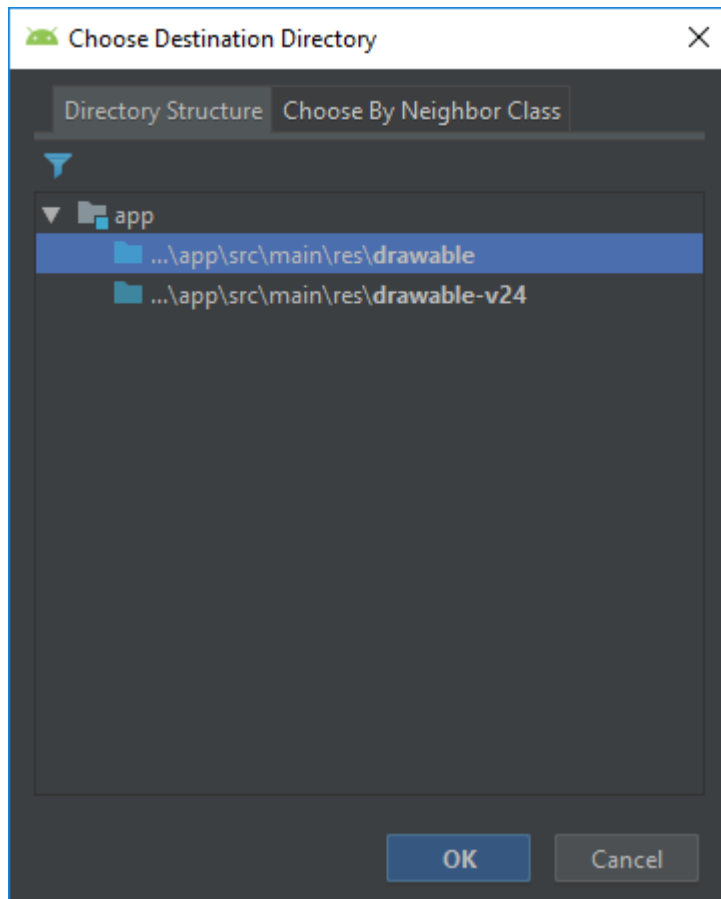 Choose Destination Directory
Directory Structure Choose By Neighbor Class
app
...\app\src\main\res\drawable
...\app\src\main\res\drawable-v24
OK Cancel